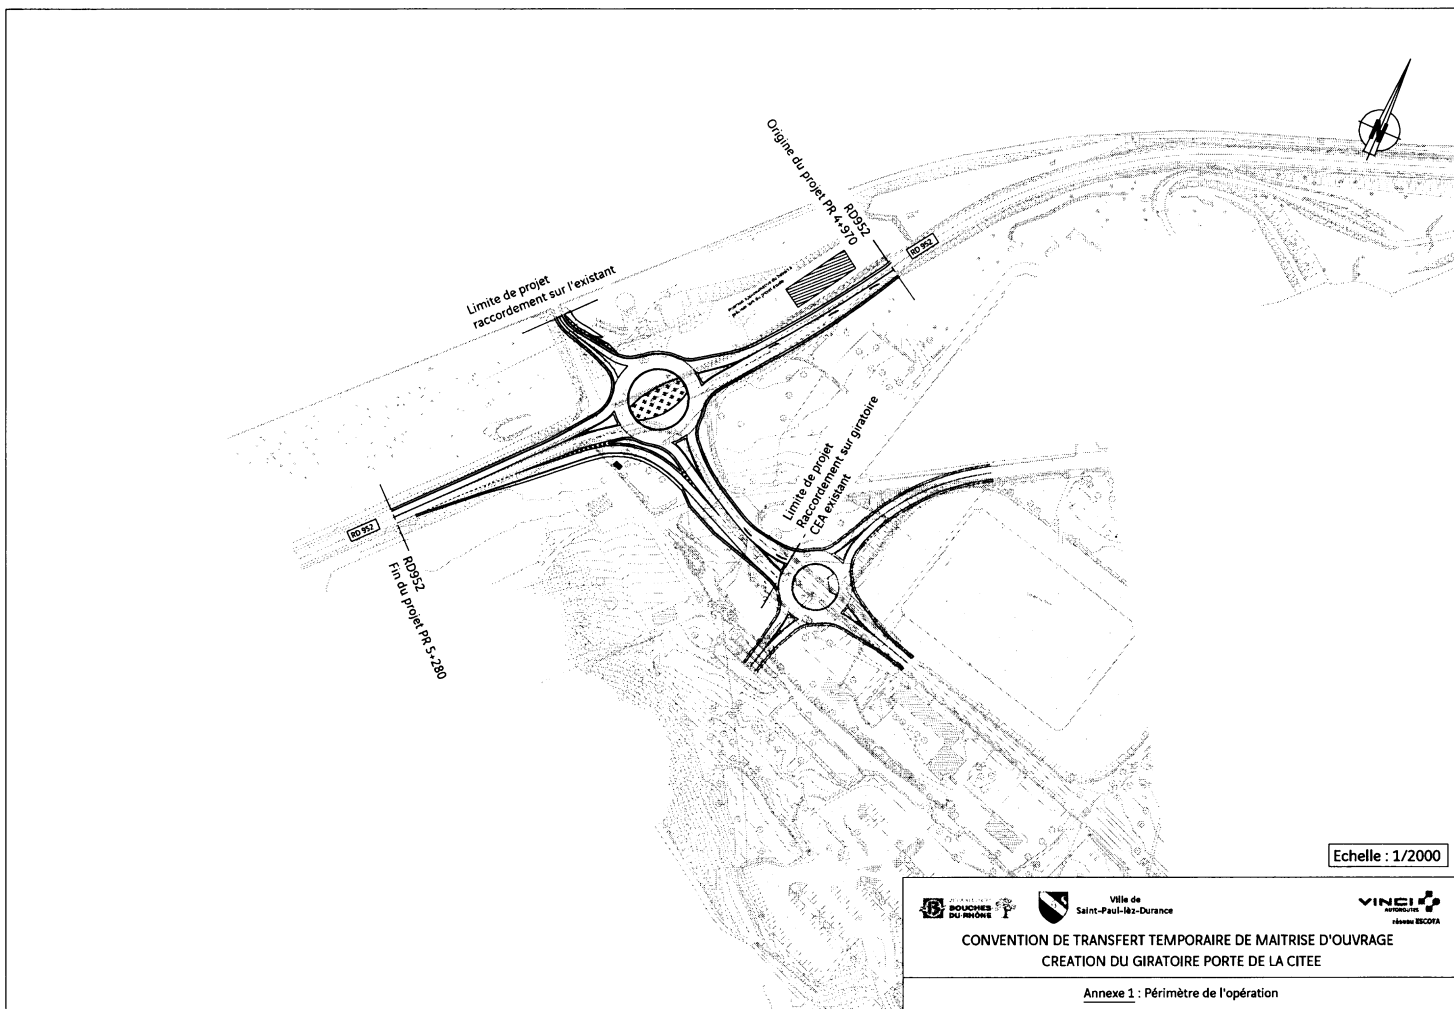 N
Origine du projet PR 4+970
RD952
RD 952
Limite de projet
raccordement sur l'existant
Limite de projet
Raccordement sur giratoire
CEA existant
RD 952
RD952
Fin du projet PR 5+280
Echelle : 1/2000
BOUCHES
DU-RHÔNE
Ville de
Saint-Paul-lèz-Durance
VINCI
AUTOROUTES
réseau ESCOTA
CONVENTION DE TRANSFERT TEMPORAIRE DE MAITRISE D'OUVRAGE
CREATION DU GIRATOIRE PORTE DE LA CITEE
Annexe 1 : Périmètre de l'opération